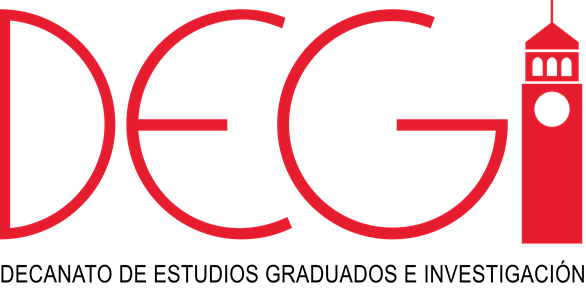 DEGI
DECANATO DE ESTUDIOS GRADUADOS E INVESTIGACIÓN